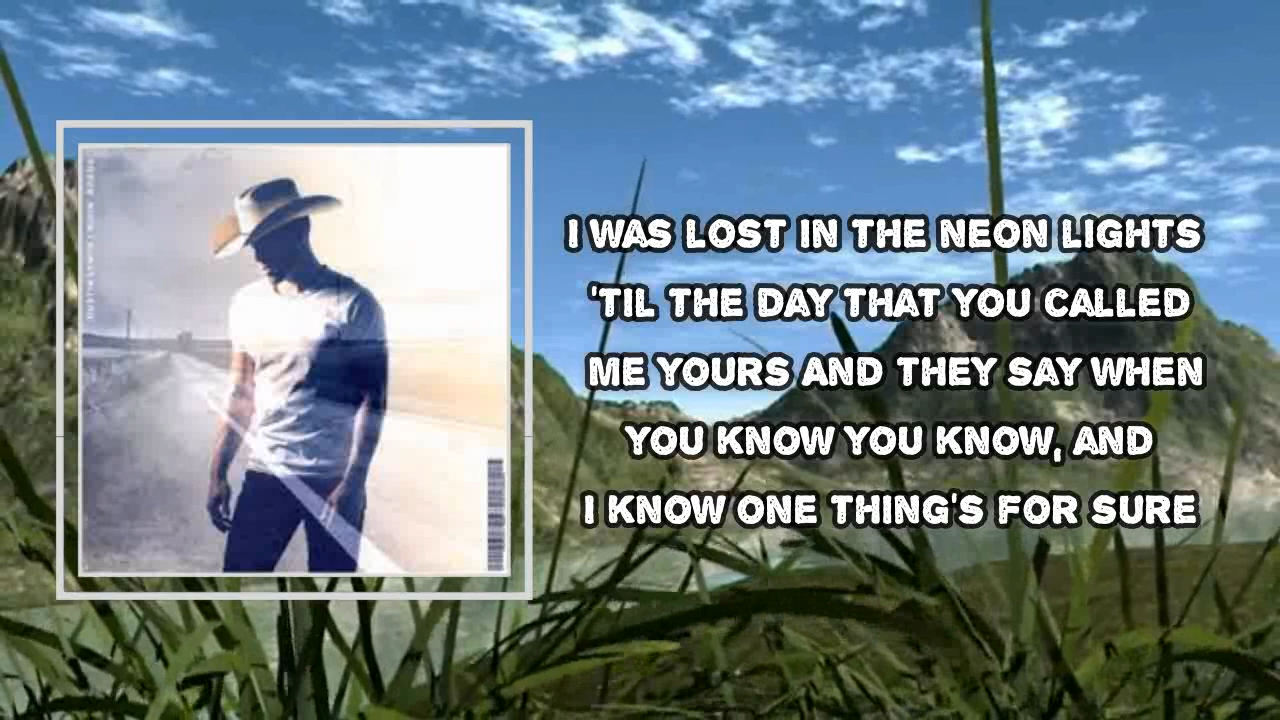 I WAS LOST IN THE NEON LIGHTS
'TIL THE DAY THAT YOU CALLED
ME YOURS AND THEY SAY WHEN
YOU KNOW YOU KNOW, AND
I KNOW ONE THING'S FOR SURE